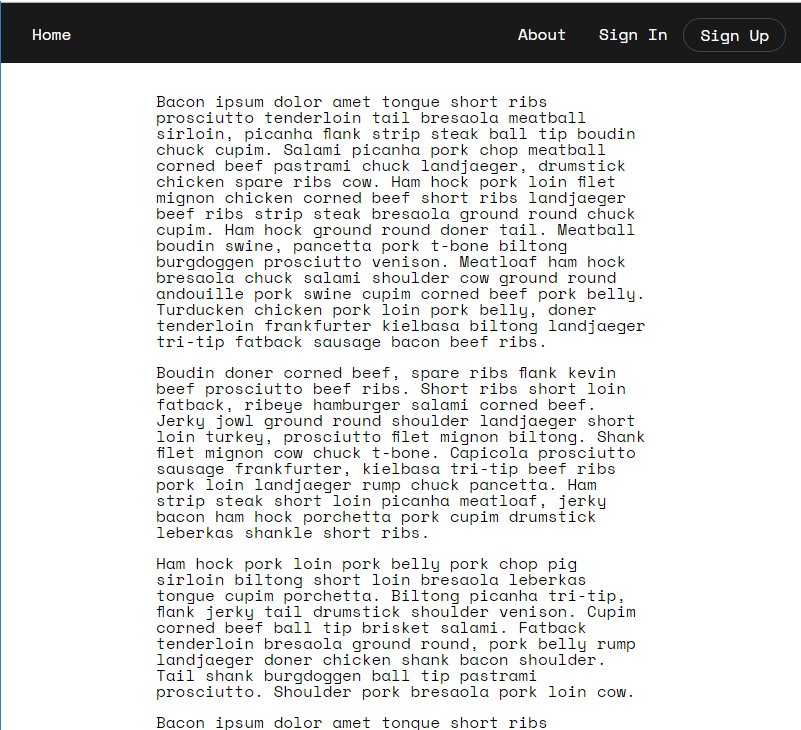 Home
About
Sign In
Sign Up
Bacon ipsum dolor amet tongue short ribs
prosciutto tenderloin tail bresaola meatball
sirloin, picanha flank strip steak ball tip boudin
chuck cupim. Salami picanha pork chop meatball
corned beef pastrami chuck landjaeger, drumstick
chicken spare ribs cow. Ham hock pork loin filet
mignon chicken corned beef short ribs landjaeger
beef ribs strip steak bresaola ground round chuck
cupim. Ham hock ground round doner tail. Meatball
boudin swine, pancetta pork t-bone biltong
burgdoggen prosciutto venison. Meatloaf ham hock
bresaola chuck salami shoulder cow ground round
andouille pork swine cupim corned beef pork belly.
Turducken chicken pork loin pork belly, doner
tenderloin frankfurter kielbasa biltong landjaeger
tri-tip fatback sausage bacon beef ribs.
Boudin doner corned beef, spare ribs flank kevin
beef prosciutto beef ribs. Short ribs short loin
fatback, ribeye hamburger salami corned beef.
Jerky jowl ground round shoulder landjaeger short
loin turkey, prosciutto filet mignon biltong. Shank
filet mignon cow chuck t-bone. Capicola prosciutto
sausage frankfurter, kielbasa tri-tip beef ribs
pork loin landjaeger rump chuck pancetta. Ham
strip steak short loin picanha meatloaf, jerky
bacon ham hock porchetta pork cupim drumstick
leberkas shankle short ribs.
Ham hock pork loin pork belly pork chop pig
sirloin biltong short loin bresaola leberkas
tongue cupim porchetta. Biltong picanha tri-tip,
flank jerky tail drumstick shoulder venison. Cupim
corned beef ball tip brisket salami. Fatback
tenderloin bresaola ground round, pork belly rump
landjaeger doner chicken shank bacon shoulder.
Tail shank burgdoggen ball tip pastrami
prosciutto. Shoulder pork bresaola pork loin cow.
Bacon ipsum dolor amet tongue short ribs